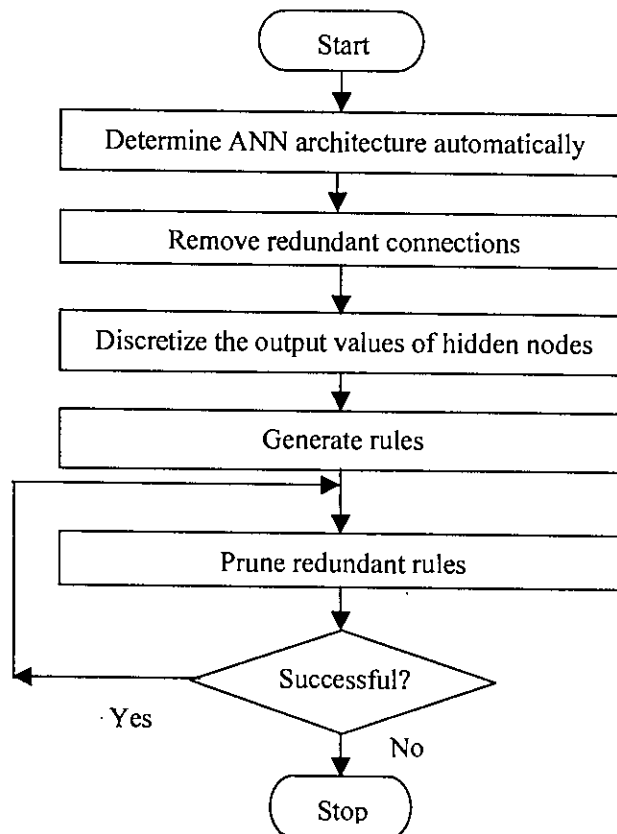 Start
Determine ANN architecture automatically
Remove redundant connections
Discretize the output values of hidden nodes
Generate rules
Prune redundant rules
Successful?
Yes
No
Stop